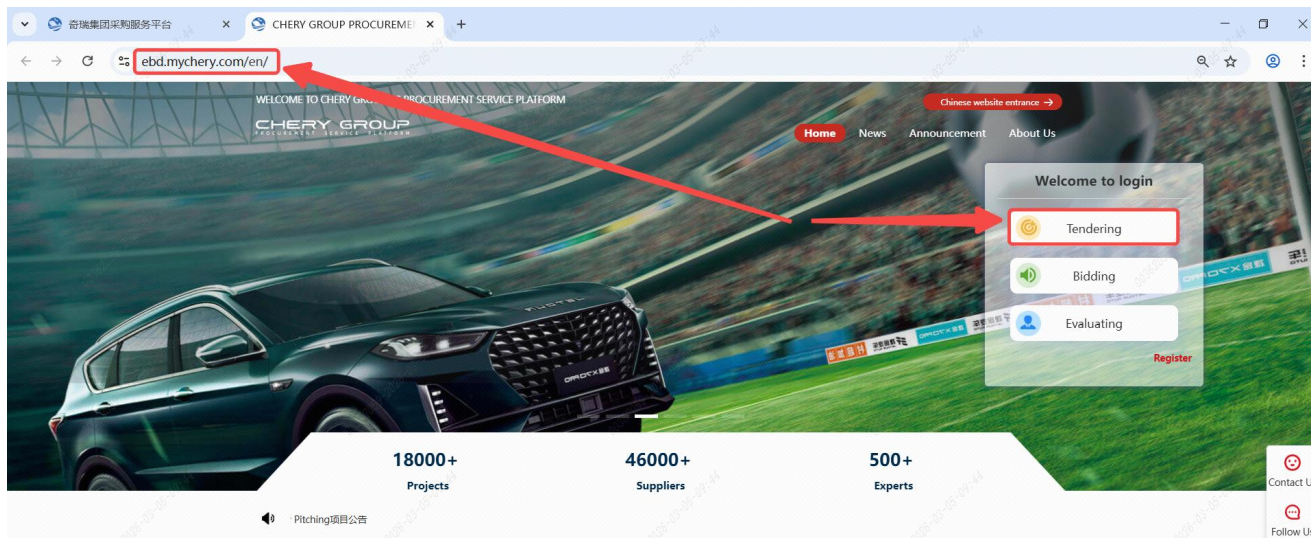 奇瑞集团采购服务平台
CHERY GROUP PROCUREME
ebd.mychery.com/en/
WELCOME TO CHERY GROUP'S PROCUREMENT SERVICE PLATFORM
Chinese website entrance →
CHERY GROUP
PROCUREMENT SERVICE PLATFORM
Home News Announcement About Us
Welcome to login
Tendering
Bidding
Evaluating
Register
18000+ 46000+ 500+
Projects Suppliers Experts
Contact U
· Pitching项目公告
Follow Us